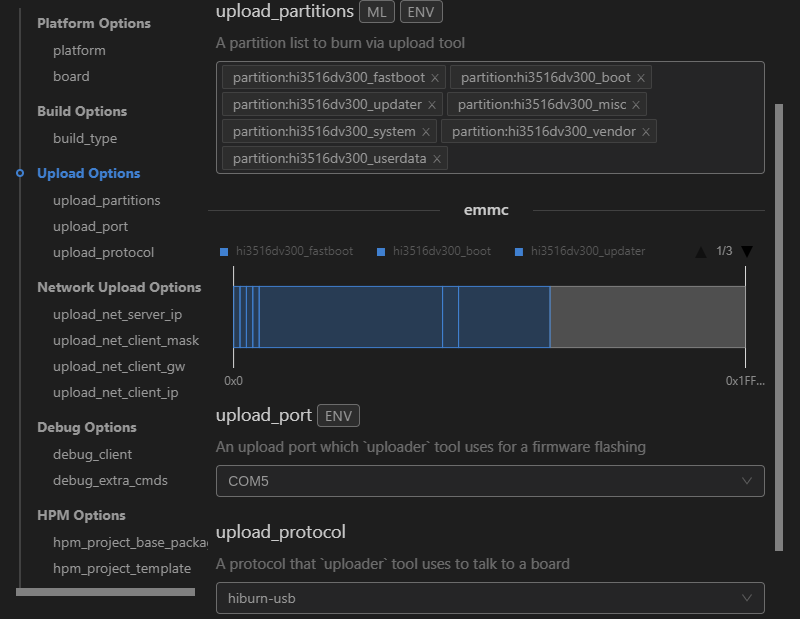 Platform Options
platform
board
Build Options
build_type
Upload Options
upload_partitions
upload_port
upload_protocol
Network Upload Options
upload_net_server_ip
upload_net_client_mask
upload_net_client_gw
upload_net_client_ip
Debug Options
debug_client
debug_extra_cmds
HPM Options
hpm_project_base_packa
hpm_project_template
upload_partitions ML ENV
A partition list to burn via upload tool
partition:hi3516dv300_fastboot × partition:hi3516dv300_boot ×
partition:hi3516dv300_updater × partition:hi3516dv300_misc ×
partition:hi3516dv300_system × partition:hi3516dv300_vendor ×
partition:hi3516dv300_userdata ×
emmc
hi3516dv300_fastboot hi3516dv300_boot hi3516dv300_updater 1/3
0x0 0x1FF...
upload_port ENV
An upload port which `uploader` tool uses for a firmware flashing
COM5
upload_protocol
A protocol that `uploader` tool uses to talk to a board
hiburn-usb